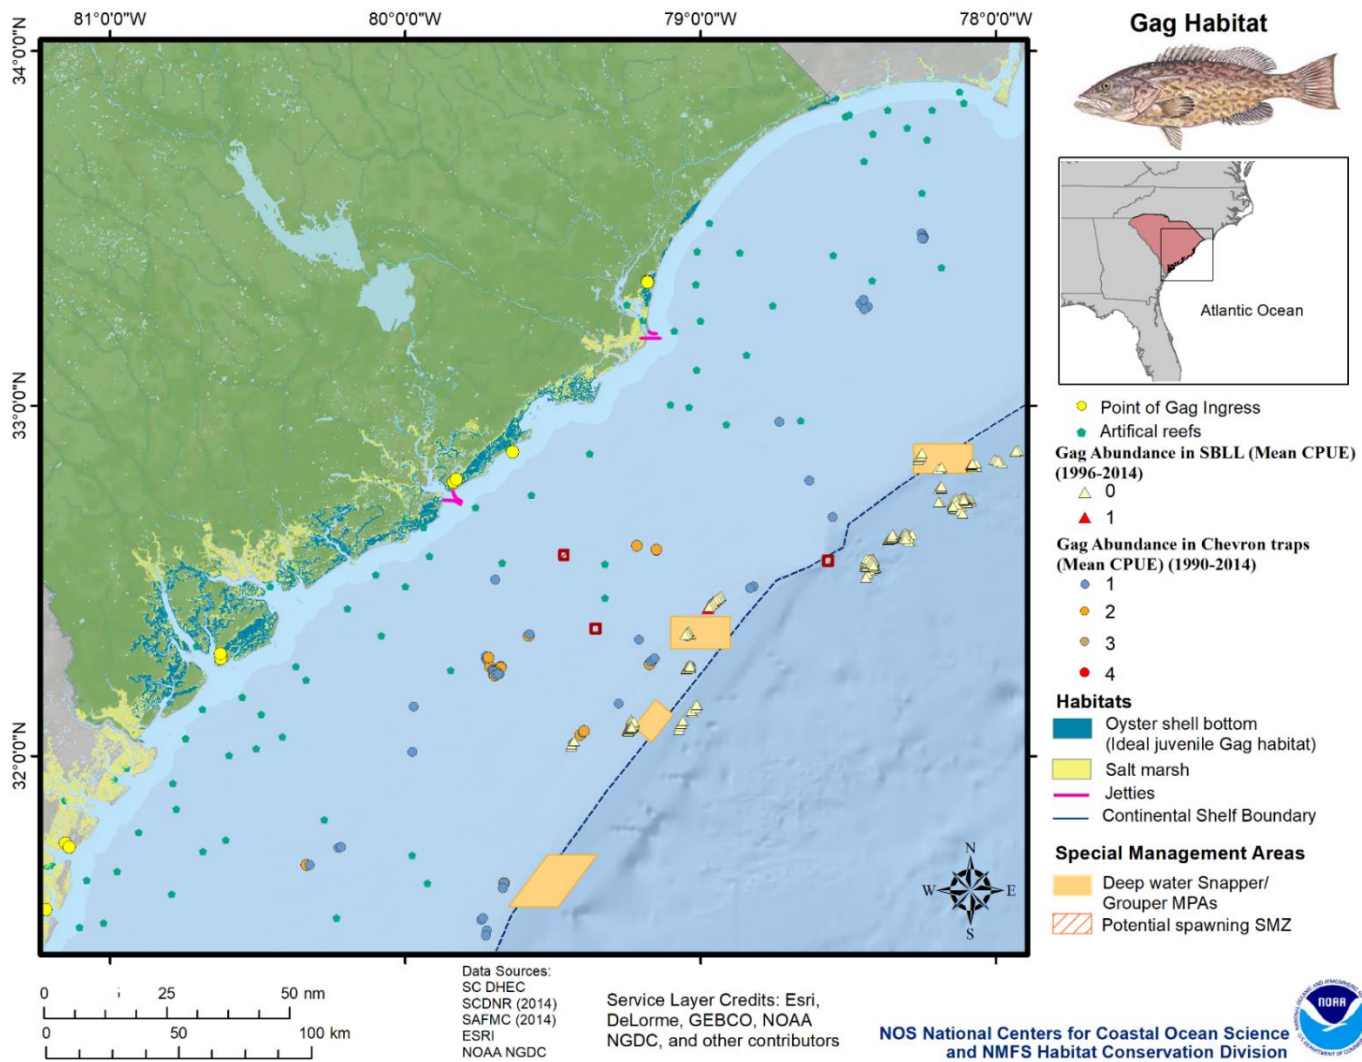 81°0'0"W
80°0'0"W
79°0'0"W
78°0'0"W
34°0'0"N
33°0'0"N
32°0'0"N
Gag Habitat
Atlantic Ocean
Point of Gag Ingress
Artifical reefs
Gag Abundance in SBLL (Mean CPUE)
(1996-2014)
0
1
Gag Abundance in Chevron traps
(Mean CPUE) (1990-2014)
1
2
3
4
Habitats
Oyster shell bottom
(Ideal juvenile Gag habitat)
Salt marsh
Jetties
Continental Shelf Boundary
Special Management Areas
Deep water Snapper/
Grouper MPAs
Potential spawning SMZ
N
W E
S
0 25 50 nm
0 50 100 km
Data Sources:
SC DHEC
SCDNR (2014)
SAFMC (2014)
ESRI
NOAA NGDC
Service Layer Credits: Esri,
DeLorme, GEBCO, NOAA
NGDC, and other contributors
NOS National Centers for Coastal Ocean Science
and NMFS Habitat Conservation Division
NOAA